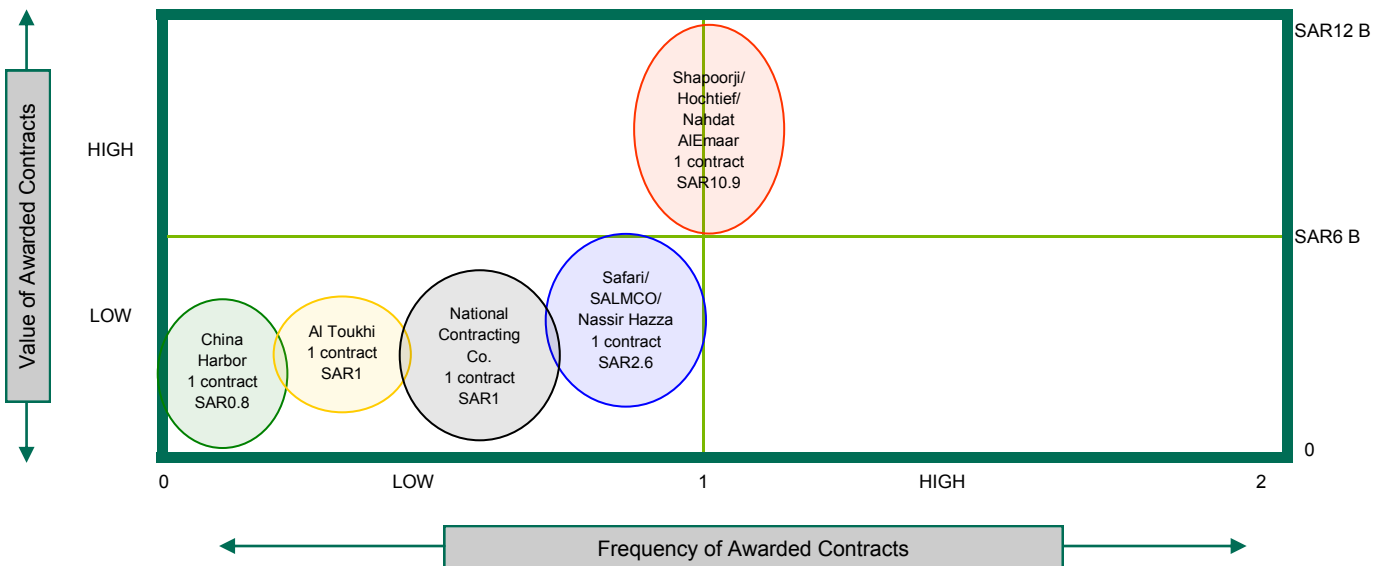 SAR12 B
Shapoorji/
Hochtief/
Nahdat
AlEmaar
1 contract
SAR10.9
Value of Awarded Contracts
HIGH
SAR6 B
LOW
China
Harbor
1 contract
SAR0.8
Al Toukhi
1 contract
SAR1
National
Contracting
Co.
1 contract
SAR1
Safari/
SALMCO/
Nassir Hazza
1 contract
SAR2.6
0
0
LOW
1
HIGH
2
Frequency of Awarded Contracts